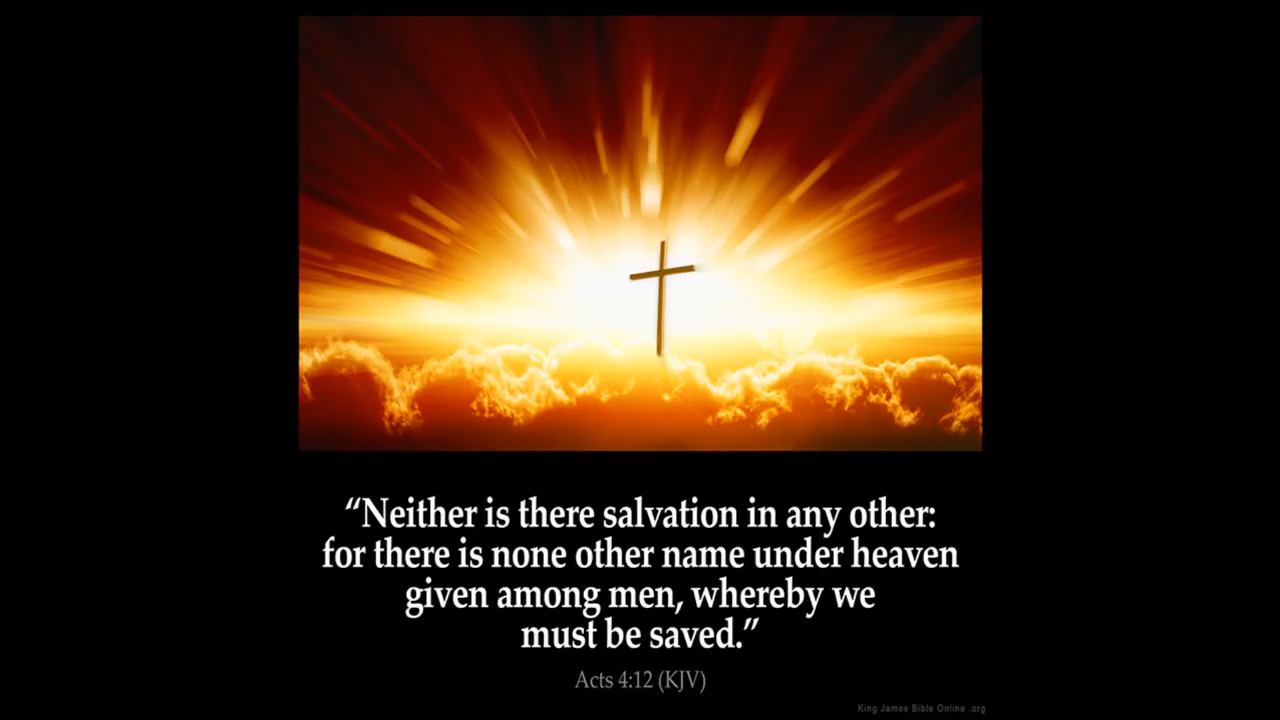 “Neither is there salvation in any other:
for there is none other name under heaven
given among men, whereby we
must be saved.”
Acts 4:12 (KJV)
King James Bible Online .org